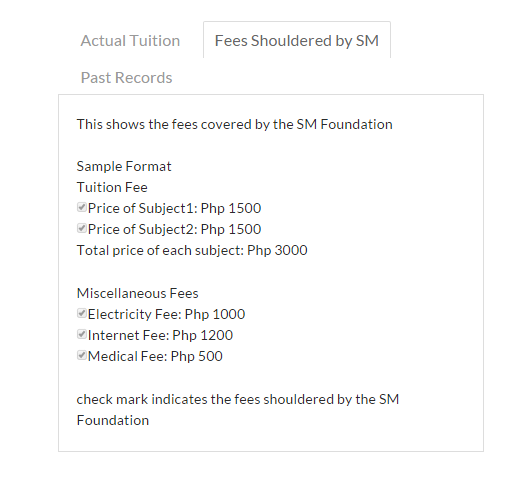 Actual Tuition
Fees Shouldered by SM
Past Records
This shows the fees covered by the SM Foundation
Sample Format
Tuition Fee
Price of Subject1: Php 1500
Price of Subject2: Php 1500
Total price of each subject: Php 3000
Miscellaneous Fees
Electricity Fee: Php 1000
Internet Fee: Php 1200
Medical Fee: Php 500
check mark indicates the fees shouldered by the SM
Foundation